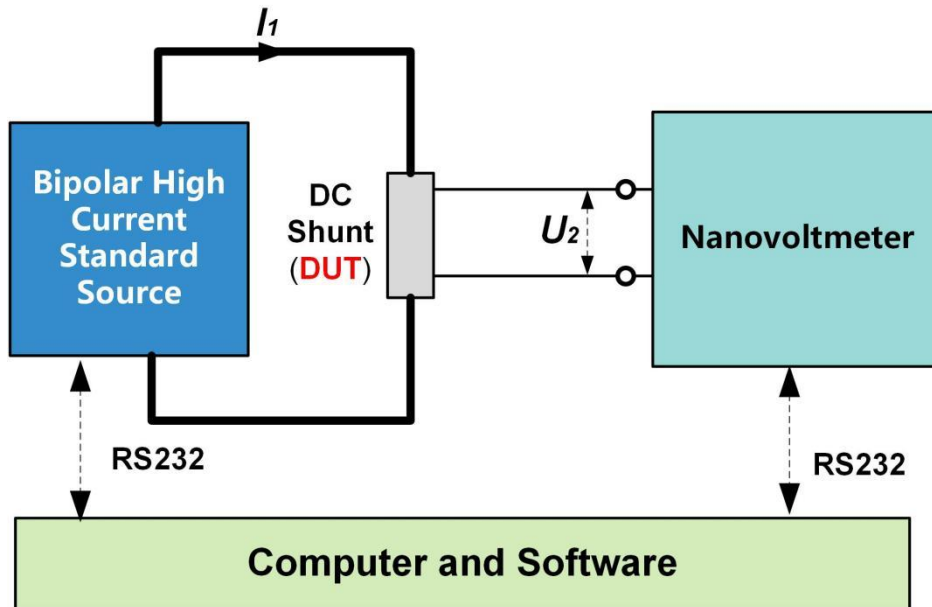 I1
Bipolar High
Current
Standard
Source
DC
Shunt
(DUT)
U2
Nanovoltmeter
RS232
RS232
Computer and Software